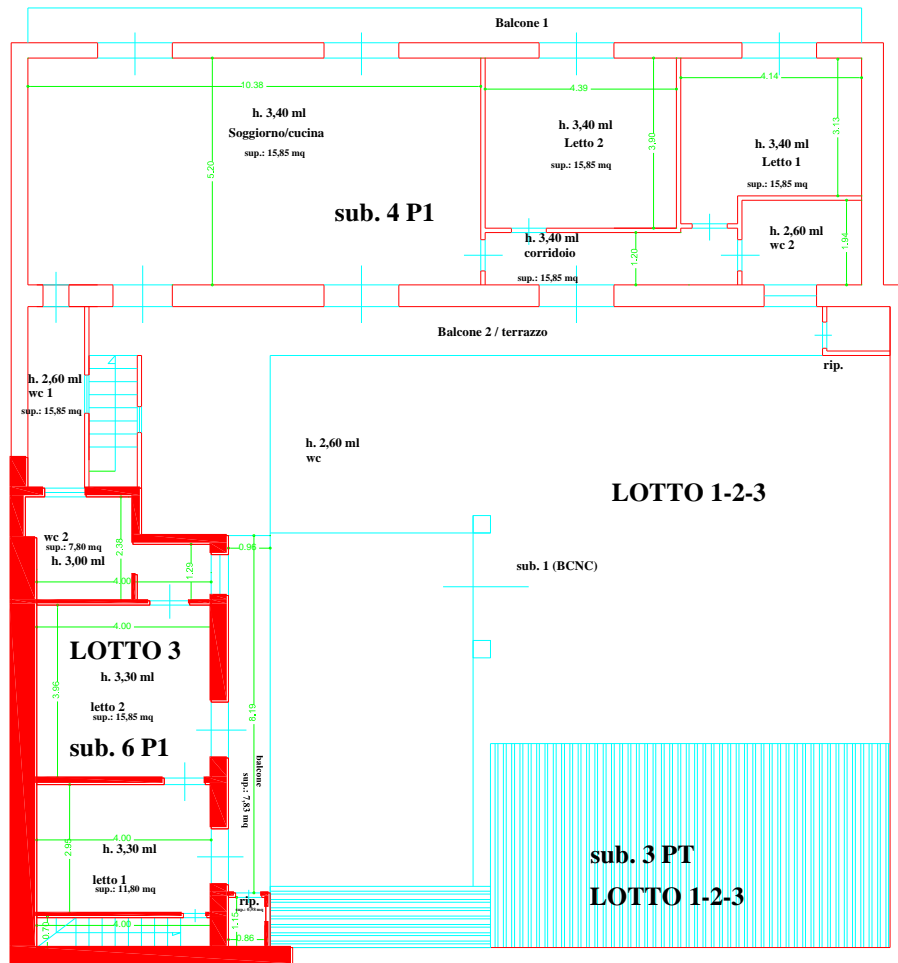 Balcone 1
10.38
4.39
4.14
h. 3,40 ml
Soggiorno/cucina
sup.: 15,85 mq
5.20
h. 3,40 ml
Letto 2
sup.: 15,85 mq
3.90
h. 3,40 ml
Letto 1
sup.: 15,85 mq
3.13
sub. 4 P1
h. 3,40 ml
corridoio
sup.: 15,85 mq
1.20
h. 2,60 ml
wc 2
1.94
Balcone 2 / terrazzo
rip.
h. 2,60 ml
wc 1
sup.: 15,85 mq
h. 2,60 ml
wc
LOTTO 1-2-3
wc 2
sup.: 7,80 mq
h. 3,00 ml
2.38
1.29
4.00
0.96
sub. 1 (BCNC)
4.00
LOTTO 3
h. 3,30 ml
3.96
letto 2
sup.: 15,85 mq
sub. 6 P1
8.19
balcone
sup.: 7,83 mq
4.00
h. 3,30 ml
2.95
letto 1
sup.: 11,80 mq
sub. 3 PT
LOTTO 1-2-3
rip.
1.15
0.86
0.70
4.00